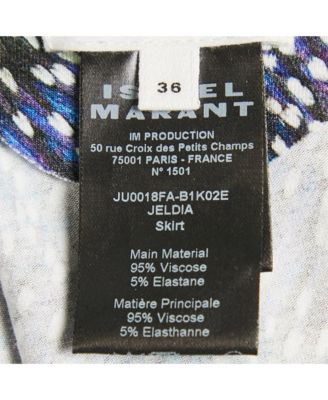 36
MARANT
IM PRODUCTION
50 rue Croix des Petits Champs
75001 PARIS - FRANCE
N° 1501
JU0018FA-B1K02E
JELDIA
Skirt
Main Material
95% Viscose
5% Elastane
Matière Principale
95% Viscose
5% Elasthanne